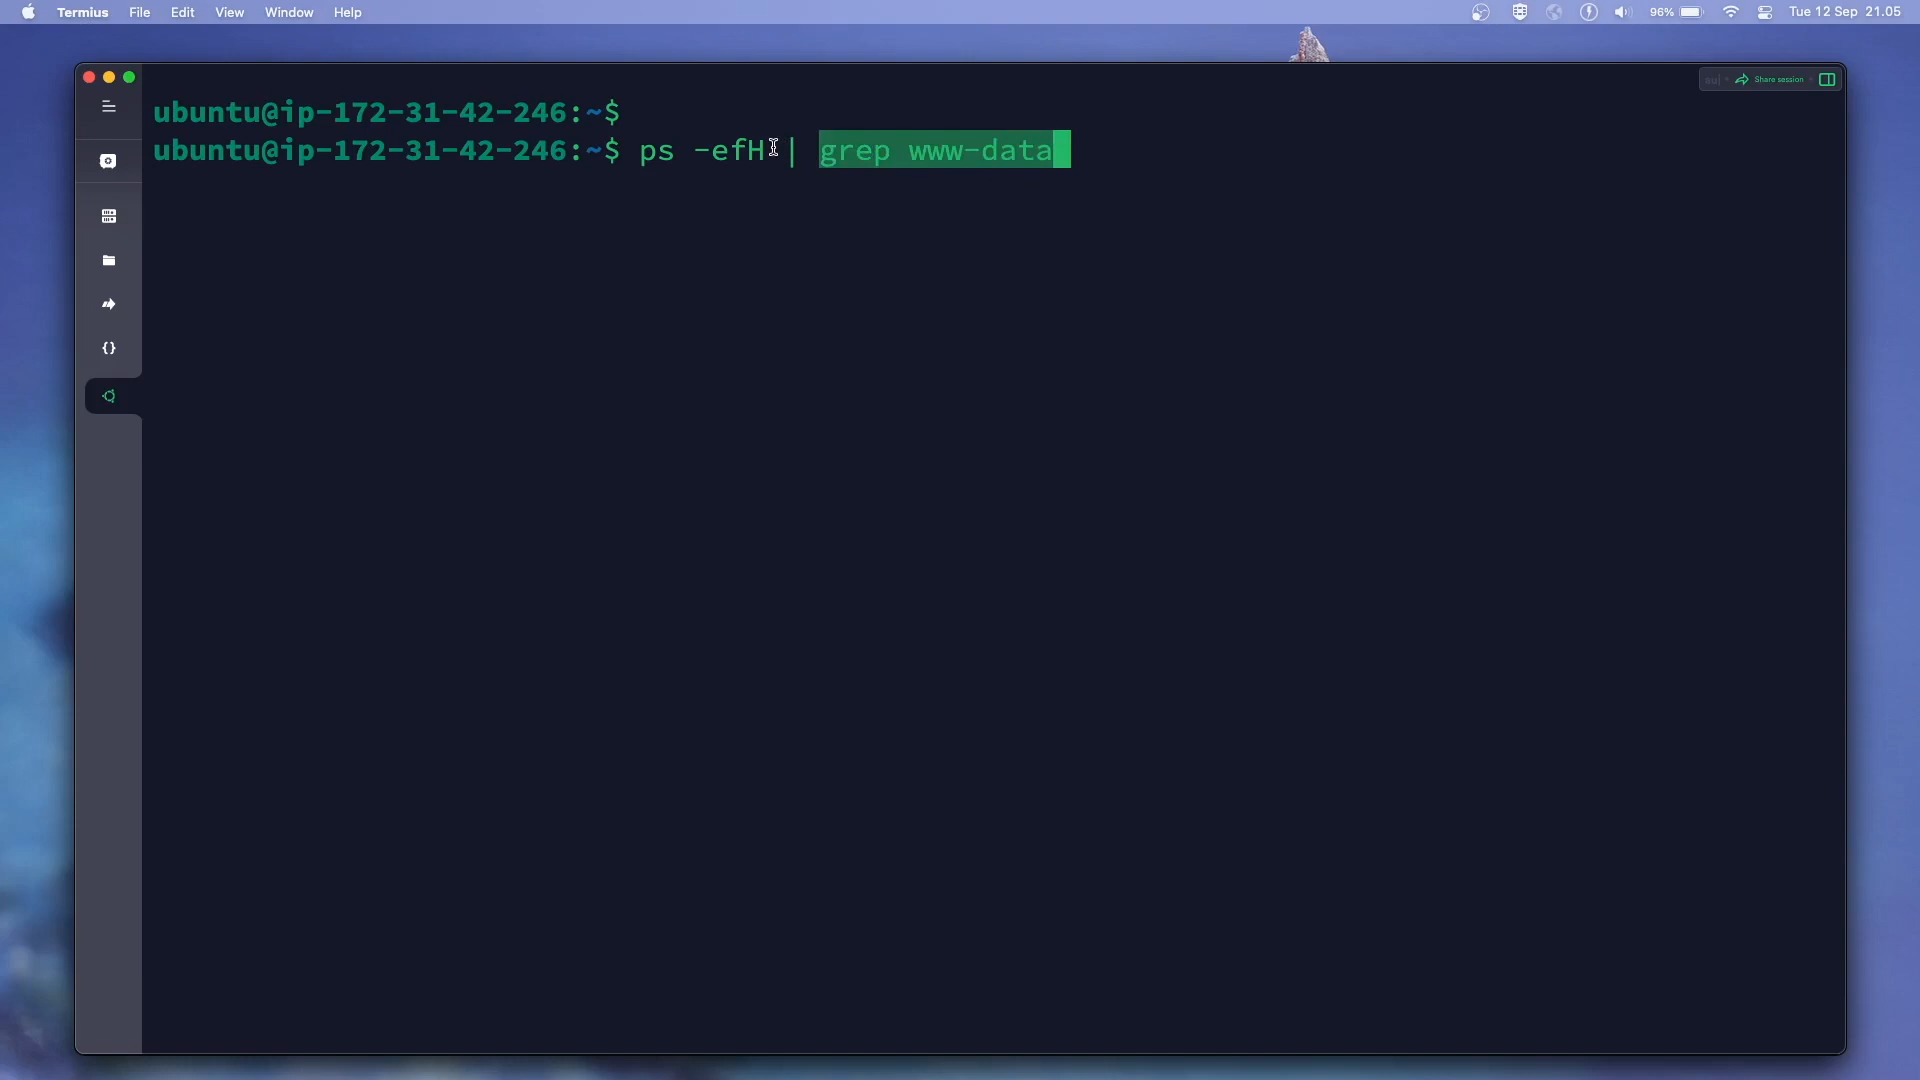 Termius File Edit View Window Help 96% Tue 12 Sep 21.05
Share session
ubuntu@ip-172-31-42-246:~$
ubuntu@ip-172-31-42-246:~$ ps -efH | grep www-data
{}